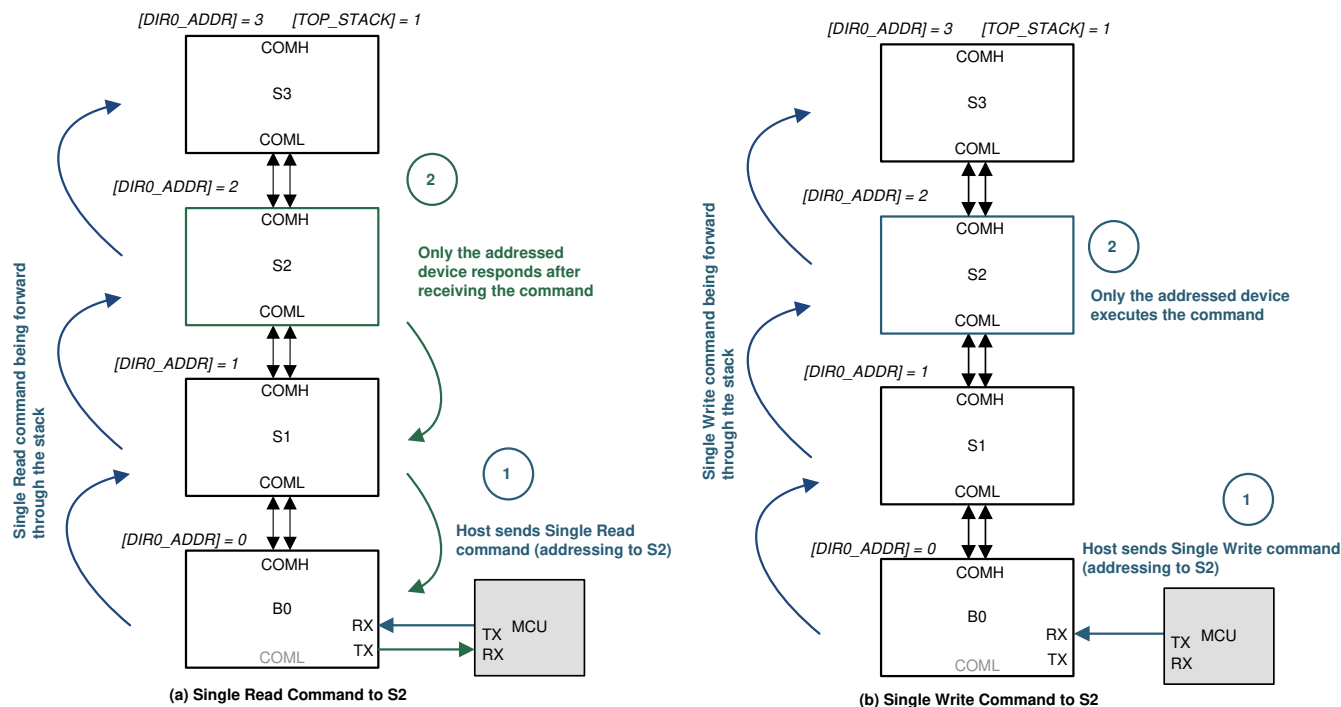 [DIR0_ADDR] = 3 [TOP_STACK] = 1
COMH
S3
COML
[DIR0_ADDR] = 2
2
COMH
S2
COML
Only the addressed
device responds after
receiving the command
[DIR0_ADDR] = 1
COMH
S1
COML
1
Host sends Single Read
command (addressing to S2)
[DIR0_ADDR] = 0
COMH
B0
RX
TX
COML
TX
MCU
RX
Single Read command being forward
through the stack
(a) Single Read Command to S2
[DIR0_ADDR] = 3 [TOP_STACK] = 1
COMH
S3
COML
[DIR0_ADDR] = 2
COMH
S2
COML
2
Only the addressed device
executes the command
[DIR0_ADDR] = 1
COMH
S1
COML
1
Host sends Single Write command
(addressing to S2)
[DIR0_ADDR] = 0
COMH
B0
RX
TX
COML
TX
MCU
RX
Single Write command being forward
through the stack
(b) Single Write Command to S2